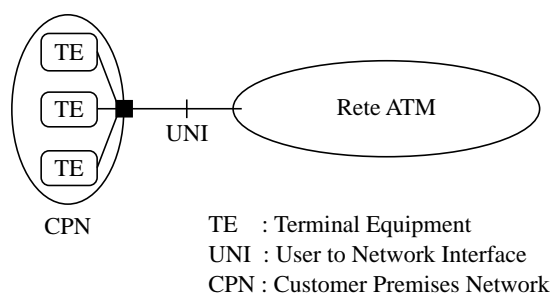 TE
TE
TE
UNI
Rete ATM
CPN
TE : Terminal Equipment
UNI : User to Network Interface
CPN : Customer Premises Network